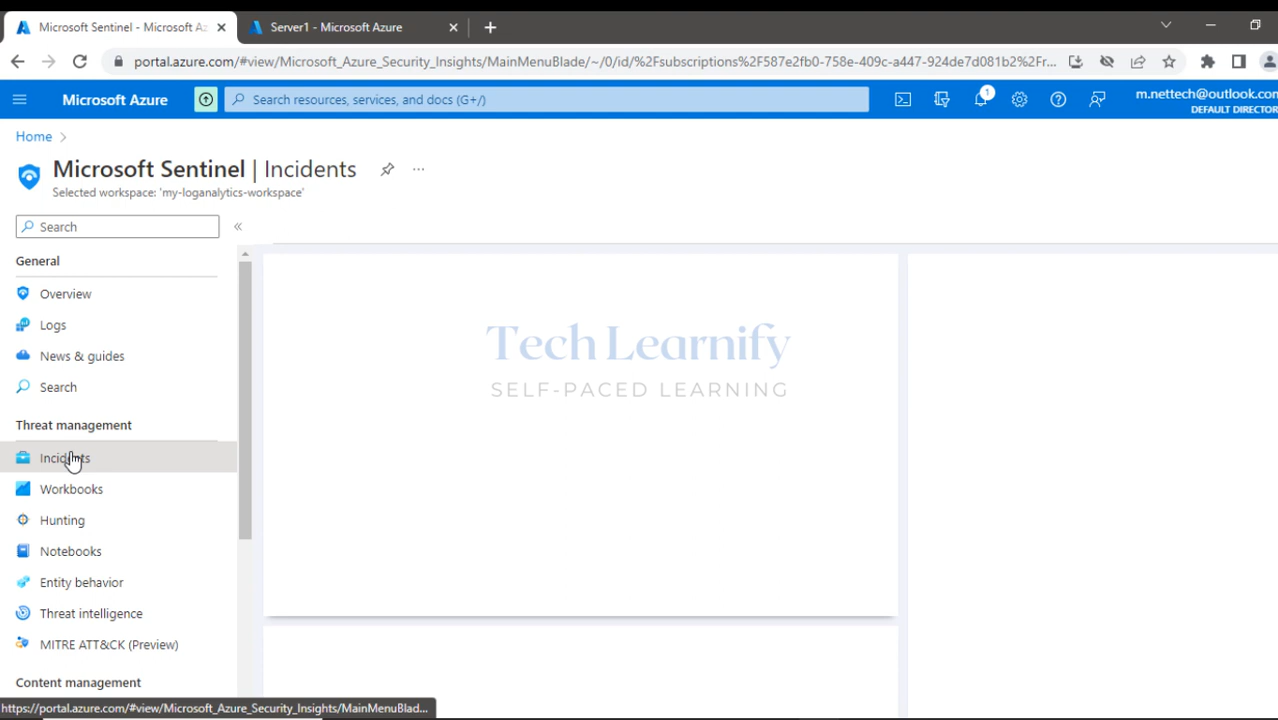 Microsoft Sentinel - Microsoft Az
Server1 - Microsoft Azure
portal.azure.com/#view/Microsoft_Azure_Security_Insights/MainMenuBlade/~/0/id/%2Fsubscriptions%2F587e2fb0-758e-409c-a447-924de7d081b2%2Fr...
Microsoft Azure
Search resources, services, and docs (G+/)
1
m.nettech@outlook.com
DEFAULT DIRECTOR
Home >
Microsoft Sentinel | Incidents
Selected workspace: 'my-loganalytics-workspace'
Search
General
Overview
Logs
News & guides
Search
Threat management
Incidents
Workbooks
Hunting
Notebooks
Entity behavior
Threat intelligence
MITRE ATT&CK (Preview)
Content management
Tech Learnify
SELF-PACED LEARNING
https://portal.azure.com/#view/Microsoft_Azure_Security_Insights/MainMenuBlad...